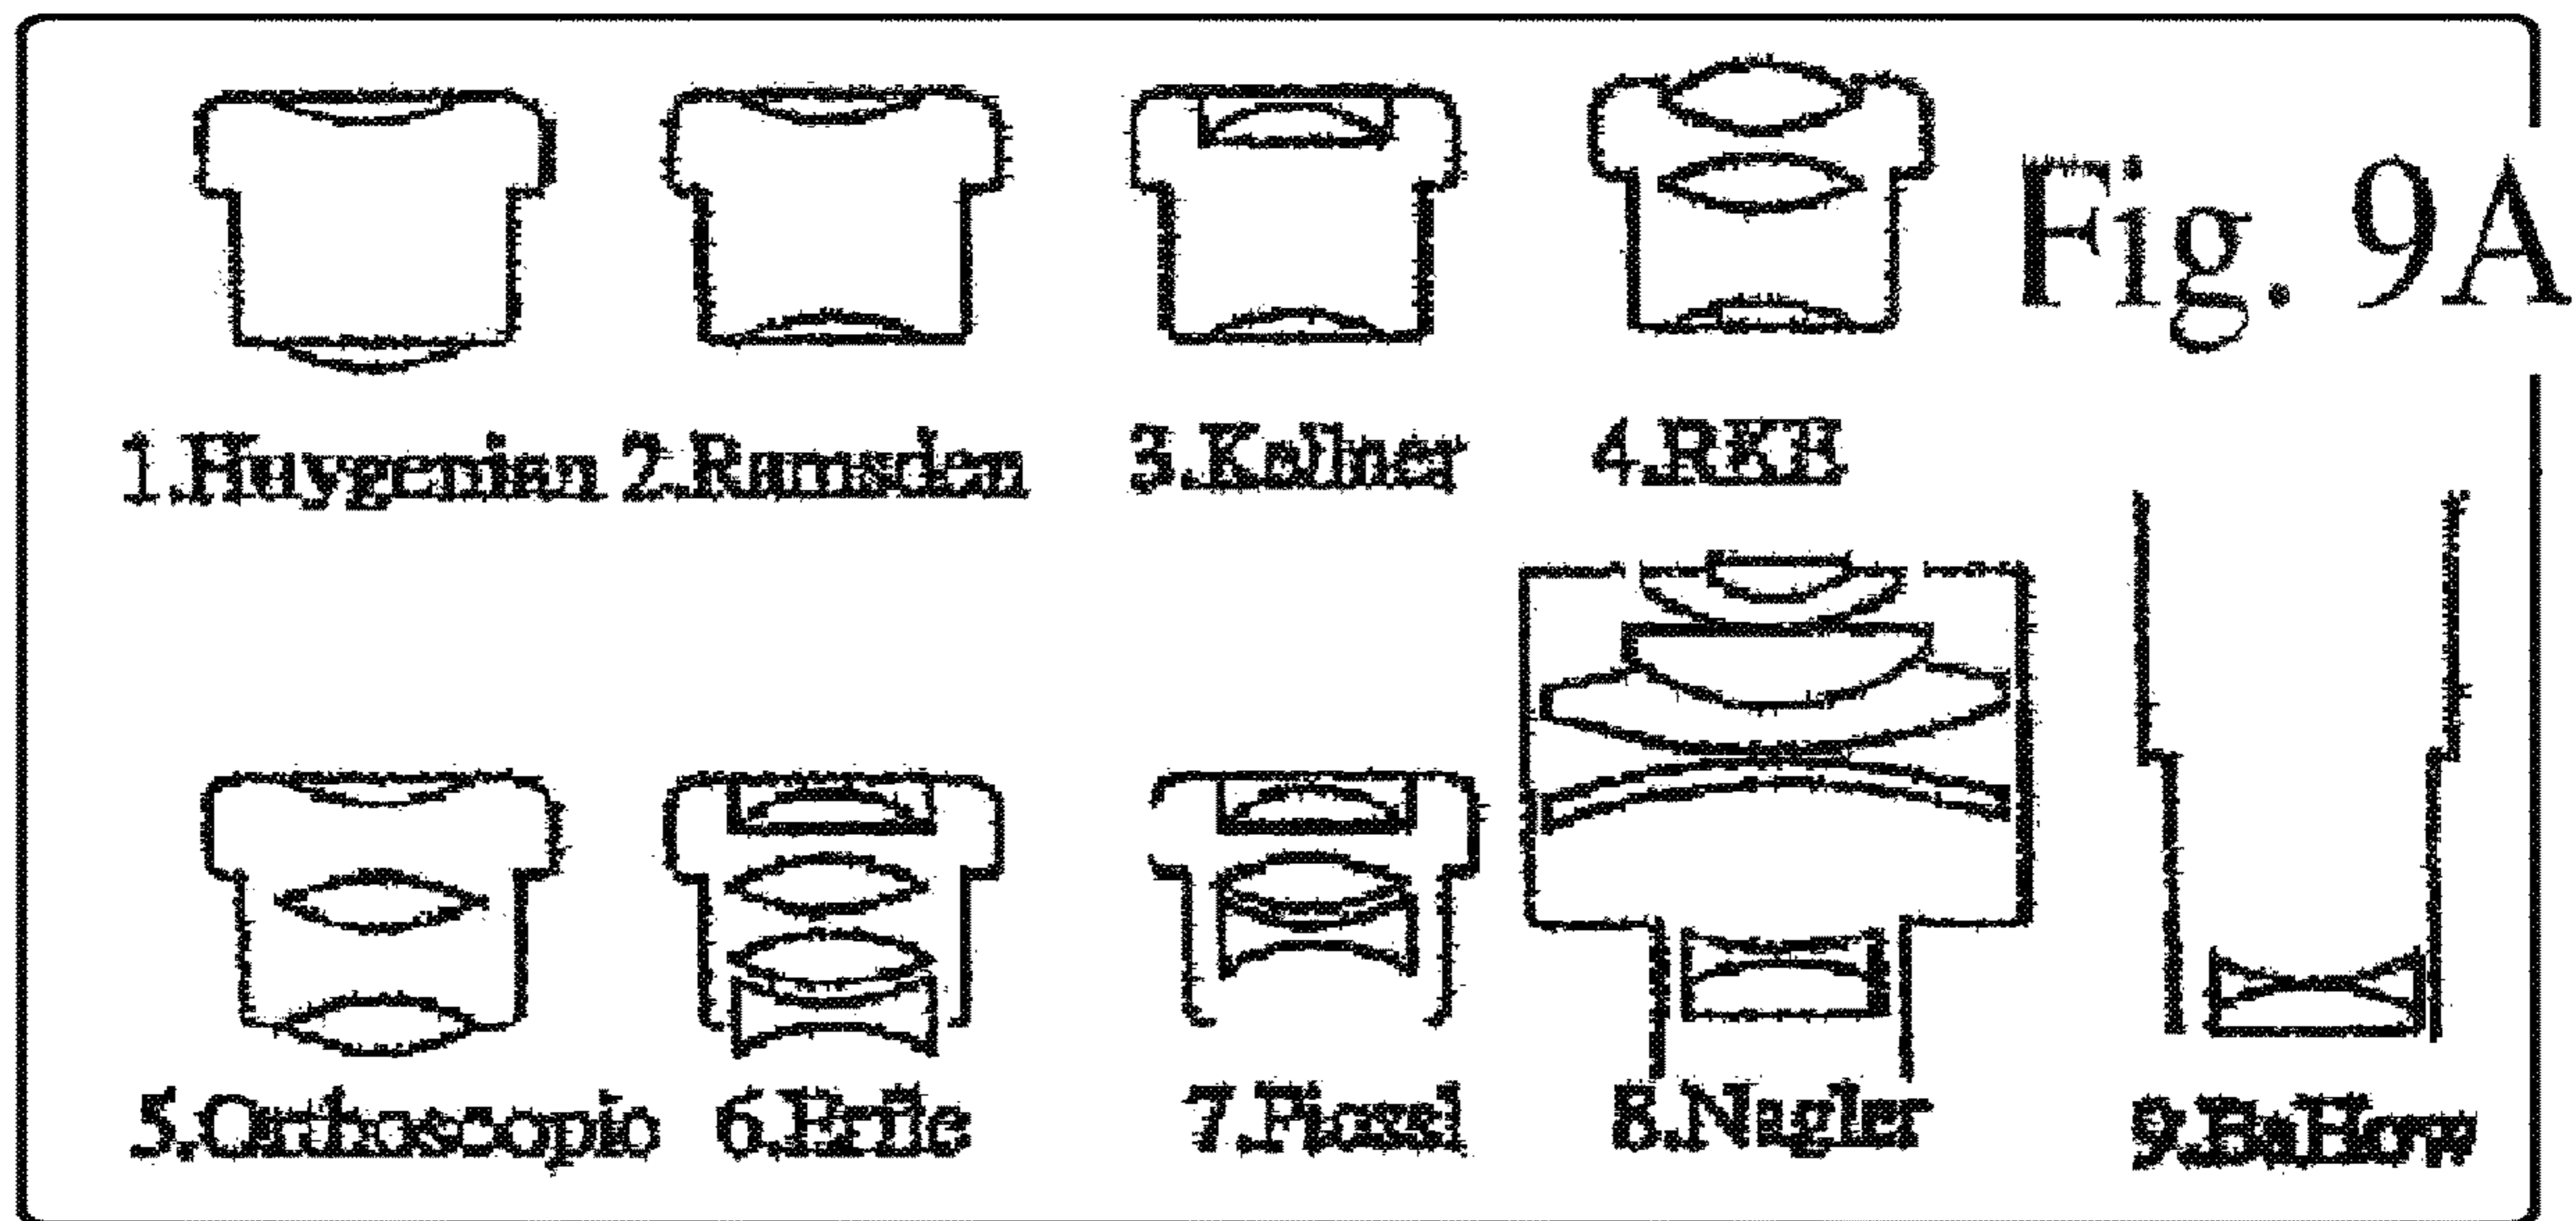 Fig. 9A
1.Huygenian 2.Ramsden 3.Kellner 4.RKE
5.Orthoscopic 6.Erfle 7.Plossl 8.Nagler 9.Barlow